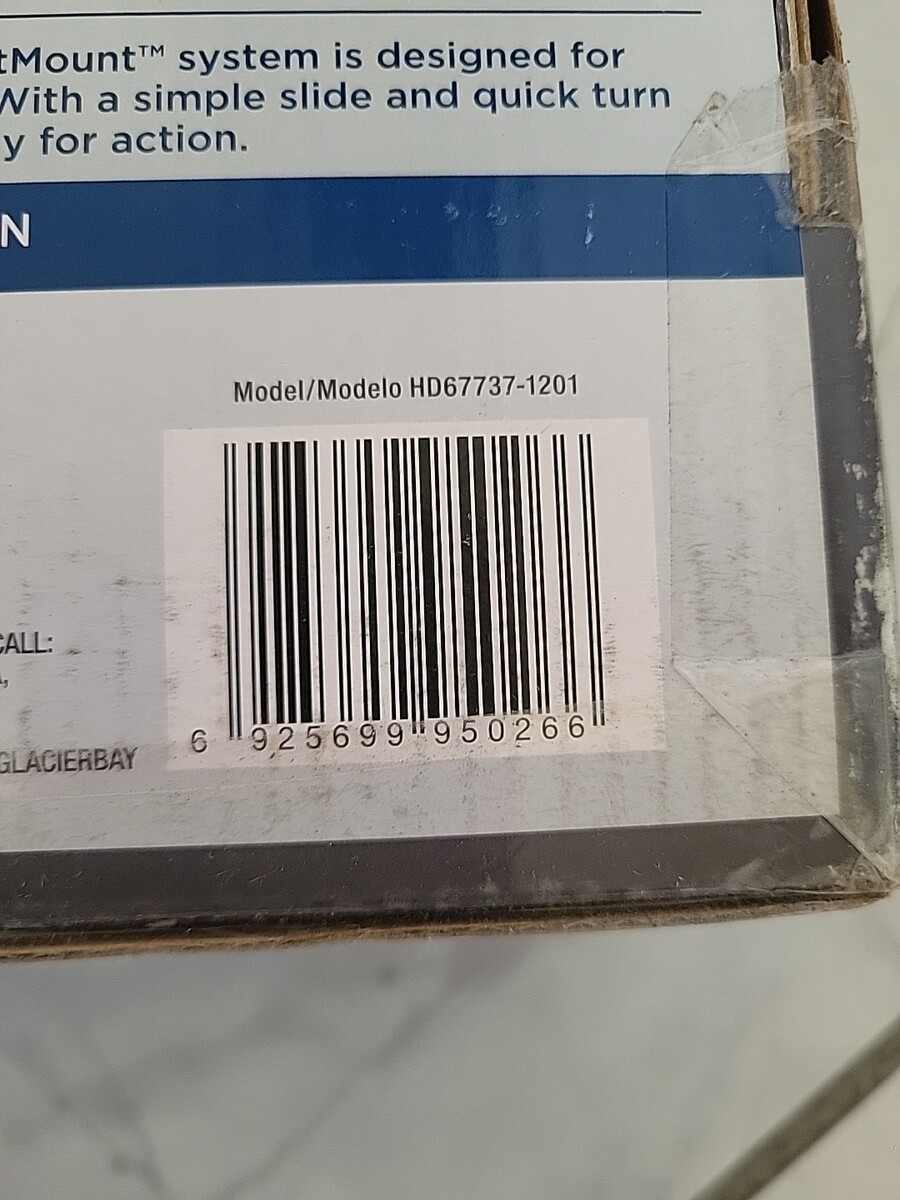 tMount™ system is designed for
With a simple slide and quick turn
y for action.
N
Model/Modelo HD67737-1201
CALL:
6 925699 950266
GLACIERBAY